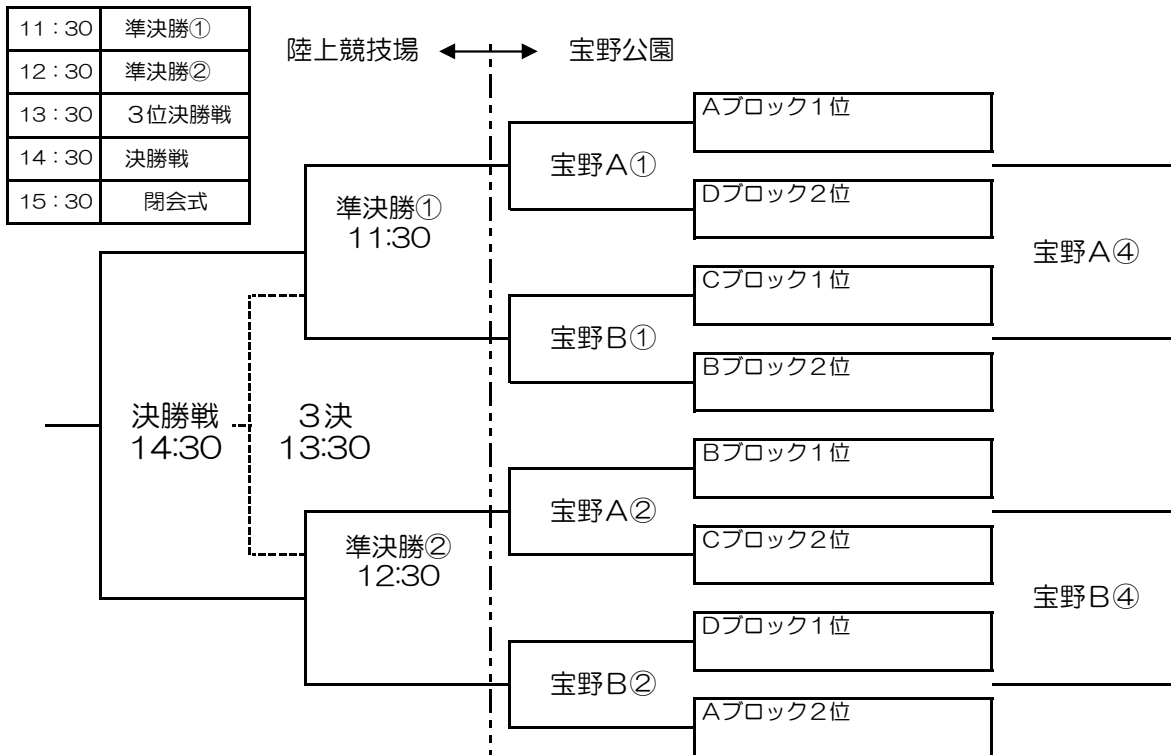 11：30 準決勝①
12：30 準決勝②
13：30 3位決勝戦
14：30 決勝戦
15：30 閉会式
陸上競技場 宝野公園
Aブロック1位
宝野A①
Dブロック2位
準決勝①
11:30
宝野A④
Cブロック1位
宝野B①
Bブロック2位
決勝戦
14:30
3決
13:30
Bブロック1位
宝野A②
Cブロック2位
準決勝②
12:30
宝野B④
Dブロック1位
宝野B②
Aブロック2位